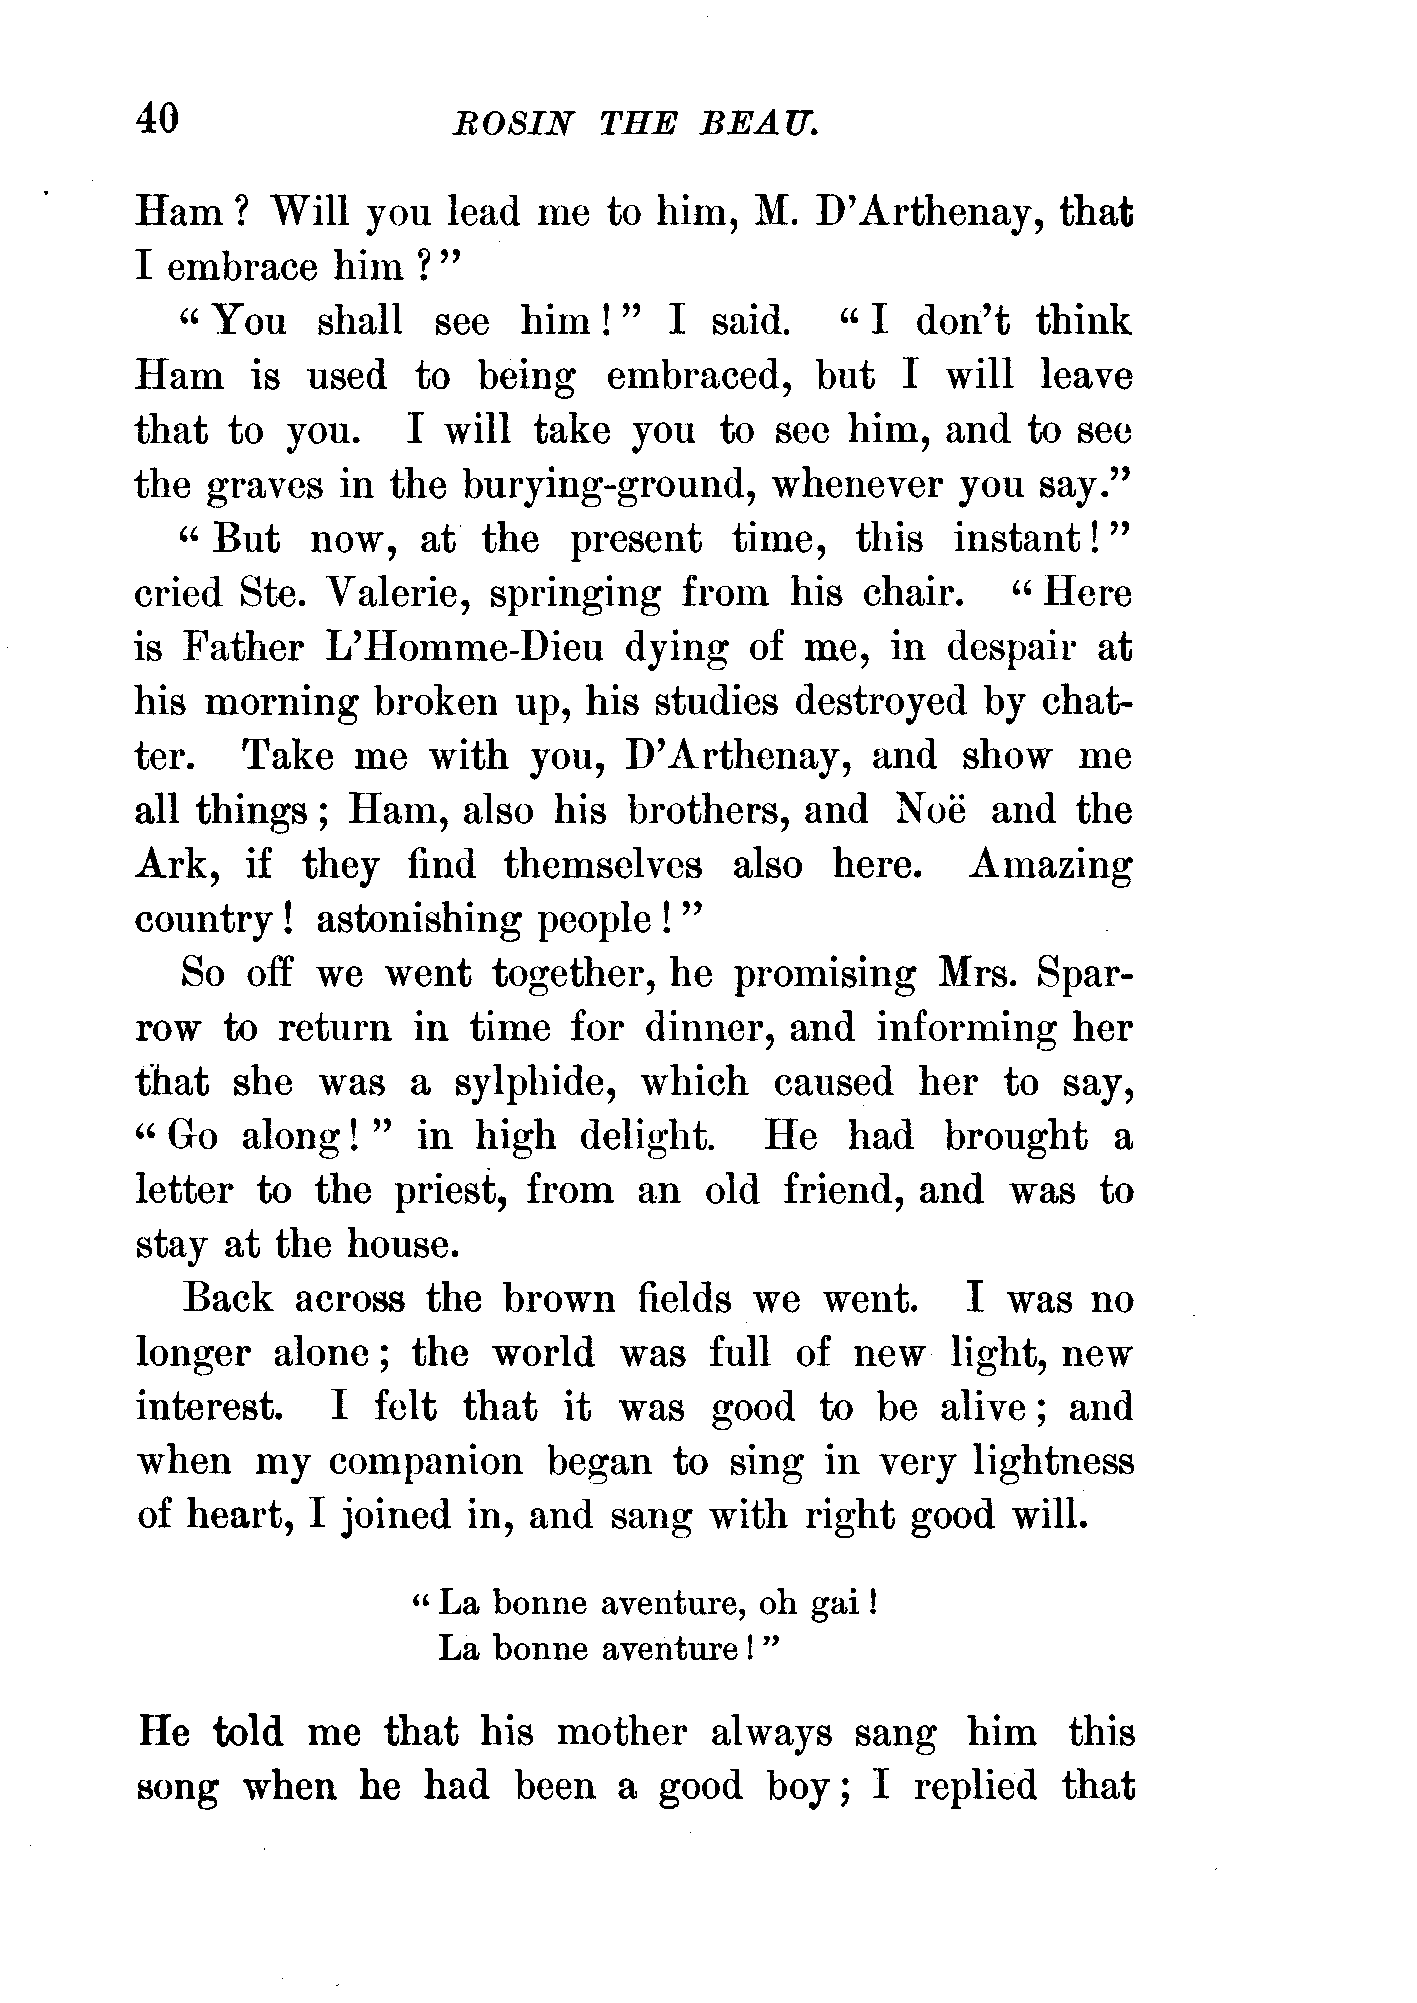 40
ROSIN THE BEAU.
Ham? Will you lead me to him, M. D'Arthenay, that
I embrace him?"
"You shall see him!" I said. "I don't think
Ham is used to being embraced, but I will leave
that to you. I will take you to see him, and to see
the graves in the burying-ground, whenever you say."
"But now, at the present time, this instant!"
cried Ste. Valerie, springing from his chair. "Here
is Father L'Homme-Dieu dying of me, in despair at
his morning broken up, his studies destroyed by chat-
ter. Take me with you, D'Arthenay, and show me
all things; Ham, also his brothers, and Noë and the
Ark, if they find themselves also here. Amazing
country! astonishing people!"
So off we went together, he promising Mrs. Spar-
row to return in time for dinner, and informing her
that she was a sylphide, which caused her to say,
"Go along!" in high delight. He had brought a
letter to the priest, from an old friend, and was to
stay at the house.
Back across the brown fields we went. I was no
longer alone; the world was full of new light, new
interest. I felt that it was good to be alive; and
when my companion began to sing in very lightness
of heart, I joined in, and sang with right good will.
"La bonne aventure, oh gai!
La bonne aventure!"
He told me that his mother always sang him this
song when he had been a good boy; I replied that